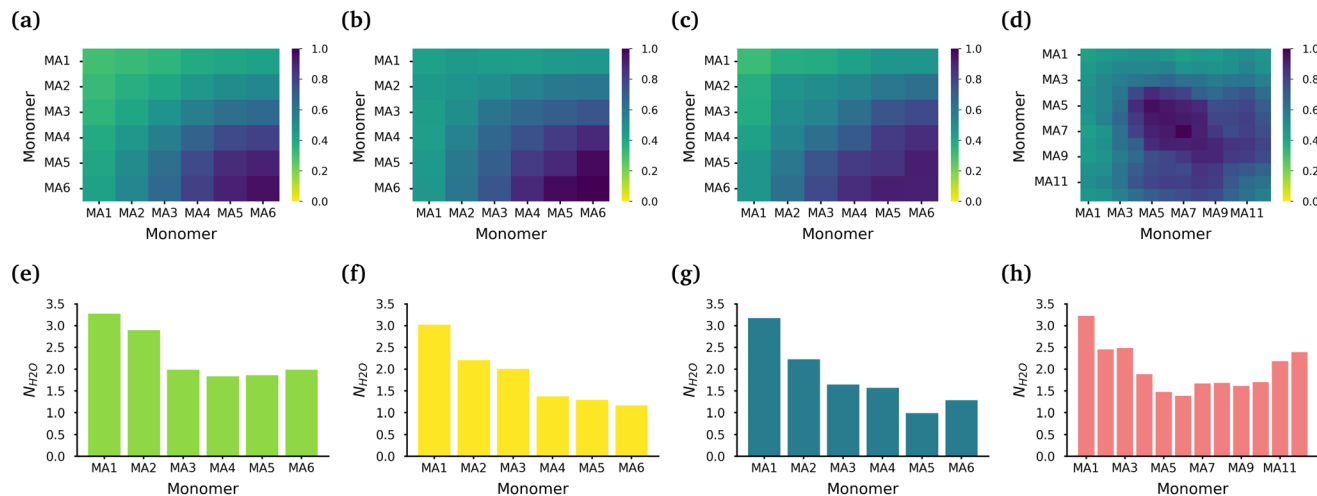 (a)
MA1
MA2
MA3
MA4
MA5
MA6
Monomer
MA1 MA2 MA3 MA4 MA5 MA6
Monomer
1.0
0.8
0.6
0.4
0.2
0.0
(b)
MA1
MA2
MA3
MA4
MA5
MA6
Monomer
MA1 MA2 MA3 MA4 MA5 MA6
Monomer
1.0
0.8
0.6
0.4
0.2
0.0
(c)
MA1
MA2
MA3
MA4
MA5
MA6
Monomer
MA1 MA2 MA3 MA4 MA5 MA6
Monomer
1.0
0.8
0.6
0.4
0.2
0.0
(d)
MA1
MA3
MA5
MA7
MA9
MA11
Monomer
MA1 MA3 MA5 MA7 MA9 MA11
Monomer
1.0
0.8
0.6
0.4
0.2
0.0
(e)
3.5
3.0
2.5
2.0
1.5
1.0
0.5
0.0
N_H2O
MA1 MA2 MA3 MA4 MA5 MA6
Monomer
(f)
3.5
3.0
2.5
2.0
1.5
1.0
0.5
0.0
N_H2O
MA1 MA2 MA3 MA4 MA5 MA6
Monomer
(g)
3.5
3.0
2.5
2.0
1.5
1.0
0.5
0.0
N_H2O
MA1 MA2 MA3 MA4 MA5 MA6
Monomer
(h)
3.5
3.0
2.5
2.0
1.5
1.0
0.5
0.0
N_H2O
MA1 MA3 MA5 MA7 MA9 MA11
Monomer